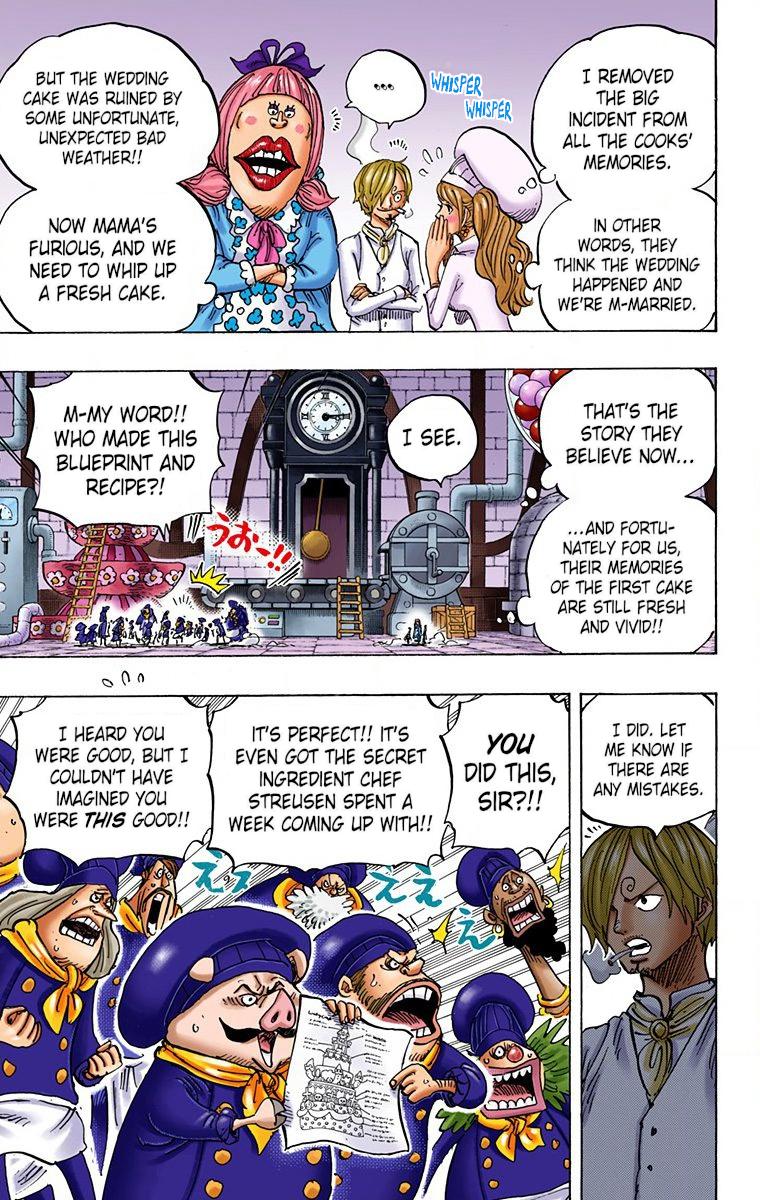 I REMOVED
THE BIG
INCIDENT FROM
ALL THE COOKS'
MEMORIES.
IN OTHER
WORDS, THEY
THINK THE WEDDING
HAPPENED AND
WE'RE M-MARRIED.
WHISPER
WHISPER
...
BUT THE WEDDING
CAKE WAS RUINED BY
SOME UNFORTUNATE,
UNEXPECTED BAD
WEATHER!!
NOW MAMA'S
FURIOUS, AND WE
NEED TO WHIP UP
A FRESH CAKE.
THAT'S THE
STORY THEY
BELIEVE NOW...
...AND FORTU-
NATELY FOR US,
THEIR MEMORIES
OF THE FIRST CAKE
ARE STILL FRESH
AND VIVID!!
I SEE.
M-MY WORD!!
WHO MADE THIS
BLUEPRINT AND
RECIPE?!
うおー!!
I DID. LET
ME KNOW IF
THERE ARE
ANY MISTAKES.
YOU
DID THIS,
SIR?!!
IT'S PERFECT!! IT'S
EVEN GOT THE SECRET
INGREDIENT CHEF
STREUSEN SPENT A
WEEK COMING UP WITH!!
I HEARD YOU
WERE GOOD, BUT I
COULDN'T HAVE
IMAGINED YOU
WERE THIS GOOD!!
え
ええ
えェェ